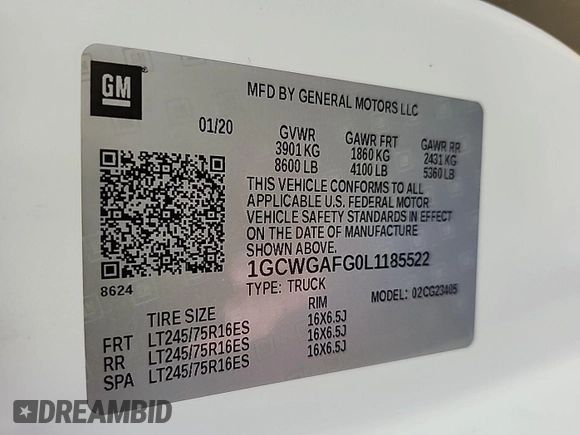 GM
MFD BY GENERAL MOTORS LLC
01/20 GVWR GAWR FRT GAWR RR
3901 KG 1860 KG 2431 KG
8600 LB 4100 LB 5360 LB
THIS VEHICLE CONFORMS TO ALL
APPLICABLE U.S. FEDERAL MOTOR
VEHICLE SAFETY STANDARDS IN EFFECT
ON THE DATE OF MANUFACTURE
SHOWN ABOVE.
1GCWGAFG0L1185522
8624
TYPE: TRUCK MODEL: 02CG23405
TIRE SIZE RIM
FRT LT245/75R16ES 16X6.5J
RR LT245/75R16ES 16X6.5J
SPA LT245/75R16ES 16X6.5J
DREAMBID